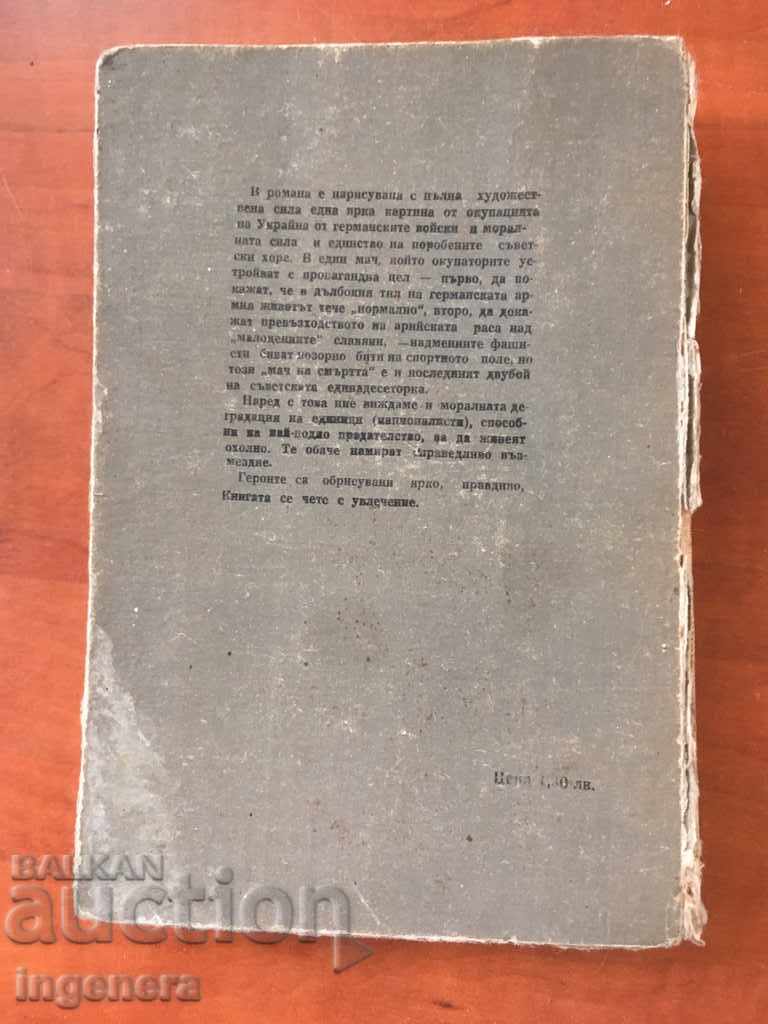 В романа е нарисувана с пълна художест-
вена сила една ярка картина от окупацията
на Украйна от германските войски и морал-
ната сила и единство на поробените съвет-
ски хора. В един мач, който окупаторите ус-
тройват с пропагандна цел — първо, да по-
кажат, че в дълбокия тил на германската ар-
мия животът тече „нормално“, второ, да дока-
жат превъзходството на арийската раса над
„малоценните“ славяни, —надменните фаши-
сти биват позорно бити на спортното поле, но
този „мач на смъртта“ е и последният двубой
на съветската единадесеторка.
Наред с това ние виждаме и моралната де-
градация на единици (националисти), способ-
ни на най-подло предателство, за да живеят
охолно. Те обаче намират справедливо въз-
мездие.
Героите са обрисувани ярко, правдиво,
Книгата се чете с увлечение.
Цена лв.
BALKAN
auction
ingenera